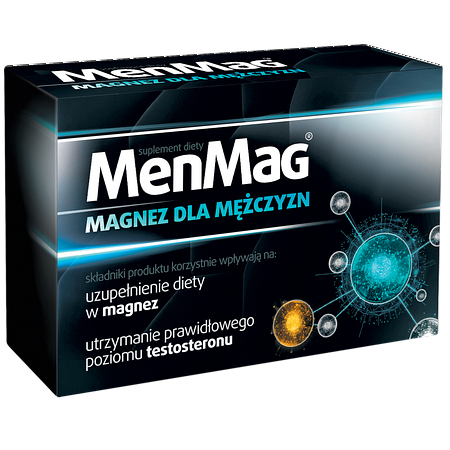 MenMag
MAGNEZ DLA MĘŻCZYZN
suplement diety
MenMag®
MAGNEZ DLA MĘŻCZYZN
składniki produktu korzystnie wpływają na:
uzupełnienie diety
w magnez
utrzymanie prawidłowego
poziomu testosteronu